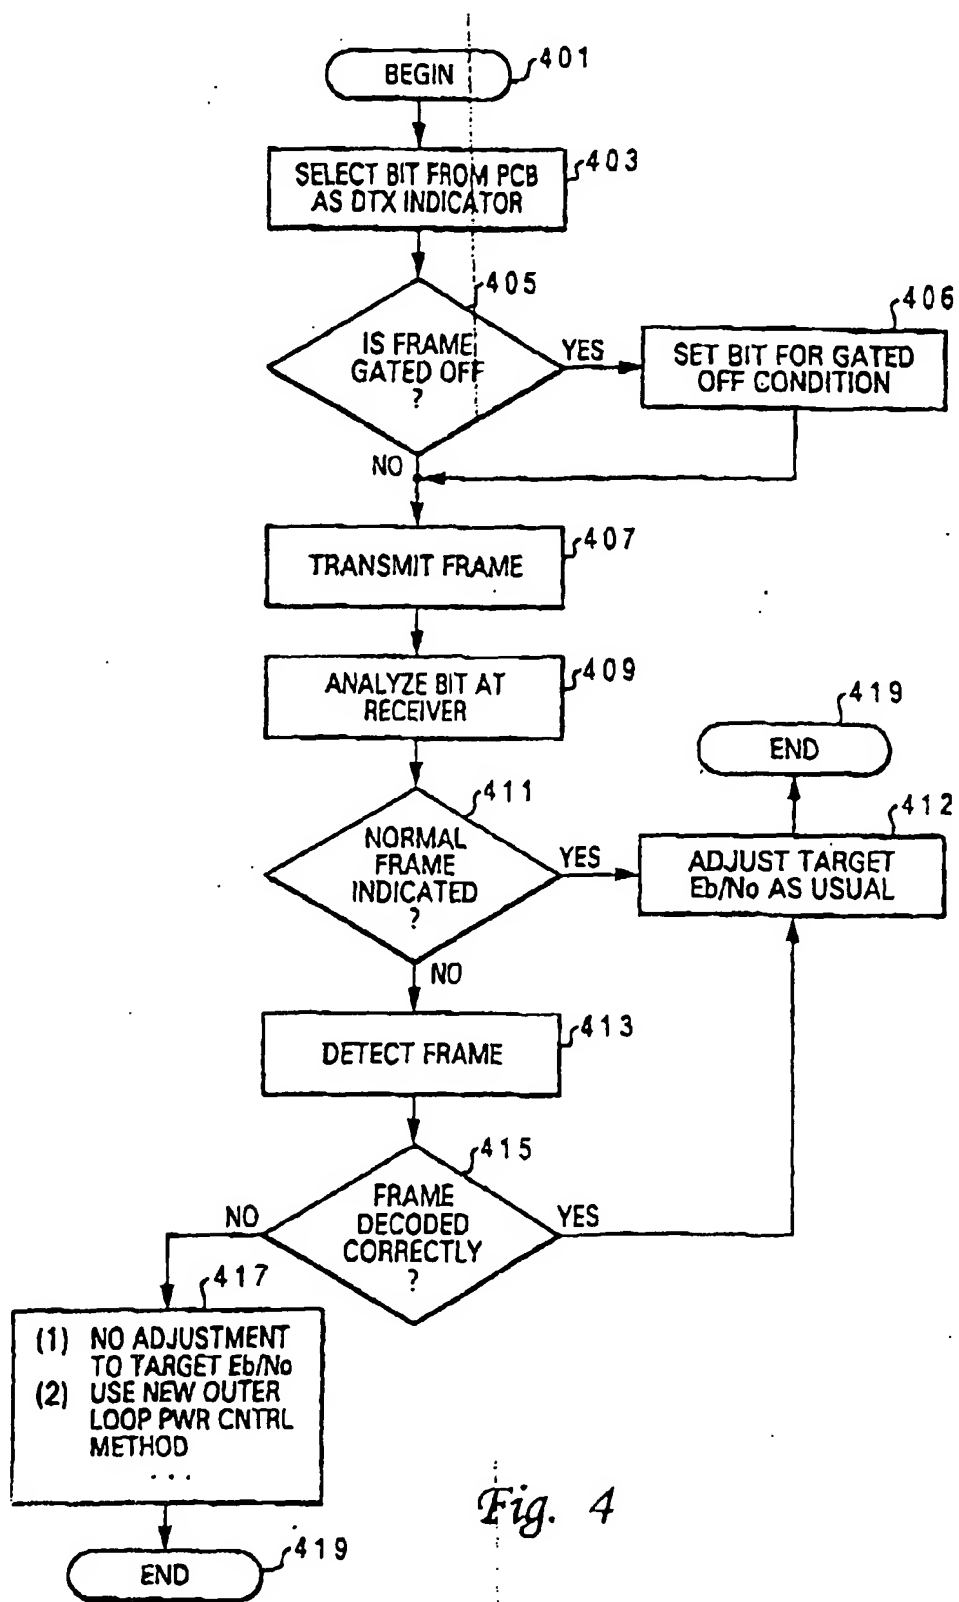 BEGIN
401
SELECT BIT FROM PCB
AS DTX INDICATOR
403
405
IS FRAME
GATED OFF
?
YES
406
SET BIT FOR GATED
OFF CONDITION
NO
TRANSMIT FRAME
407
ANALYZE BIT AT
RECEIVER
409
419
END
411
NORMAL
FRAME
INDICATED
?
YES
412
ADJUST TARGET
Eb/No AS USUAL
NO
DETECT FRAME
413
415
FRAME
DECODED
CORRECTLY
?
NO
YES
417
(1) NO ADJUSTMENT
TO TARGET Eb/No
(2) USE NEW OUTER
LOOP PWR CNTRL
METHOD
...
END
419
Fig. 4